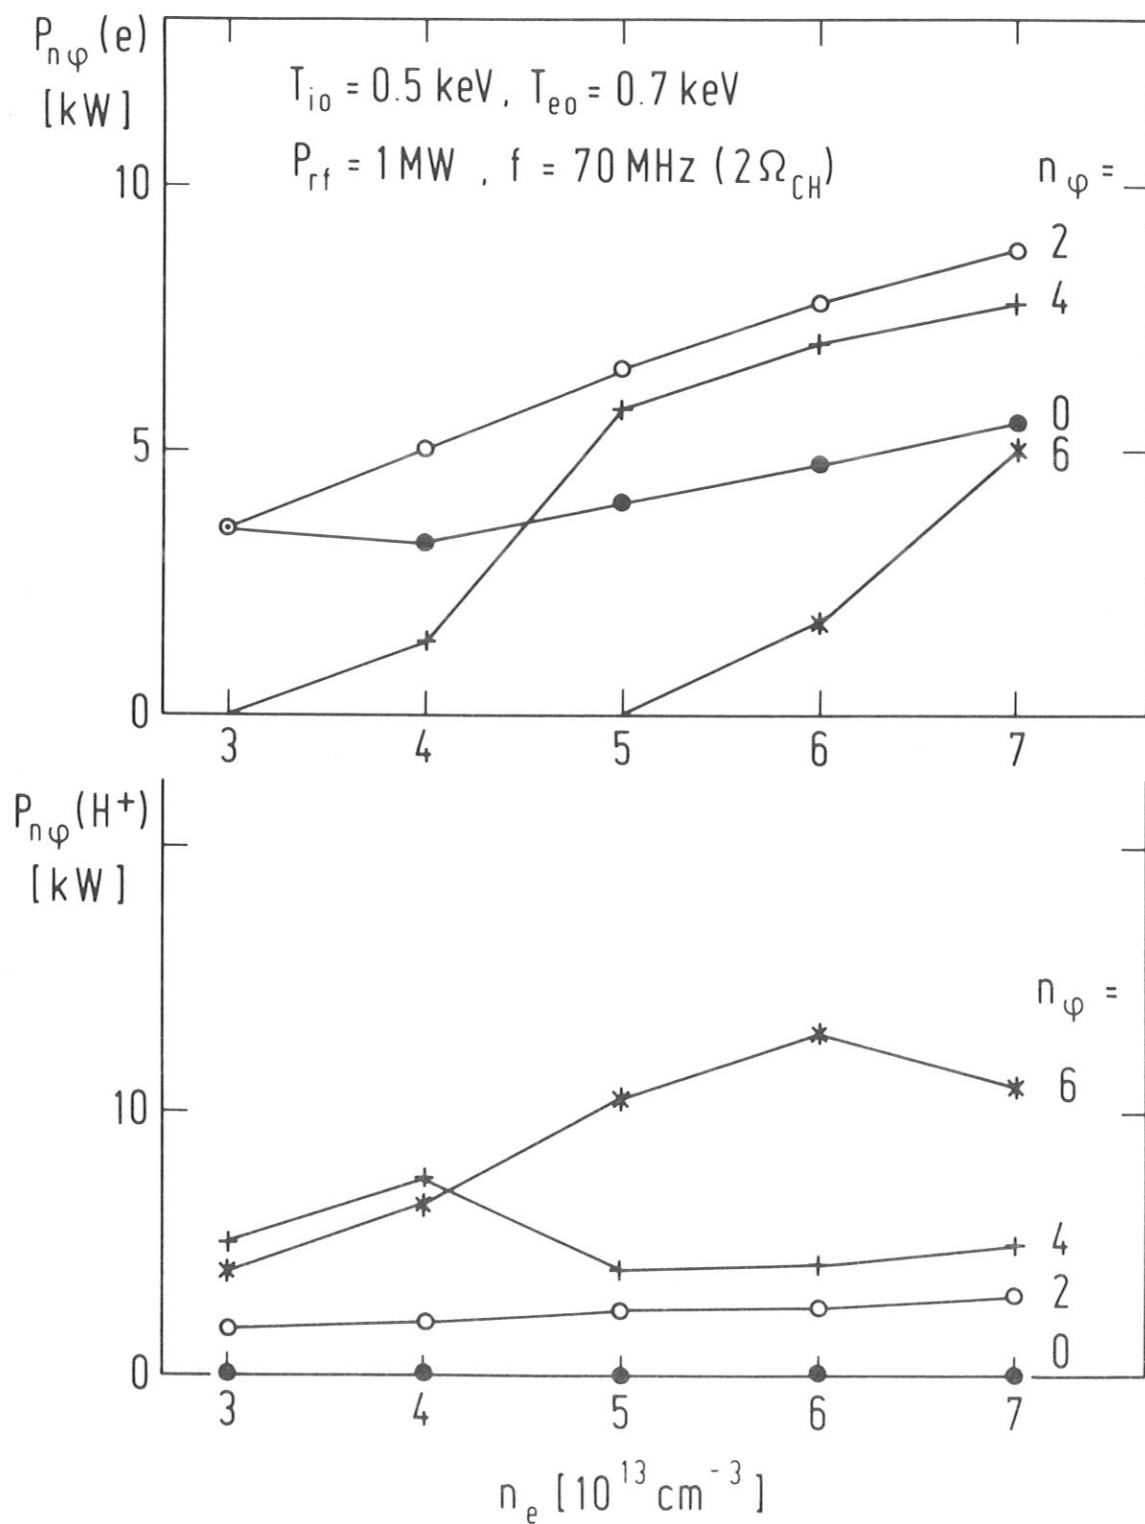 P_nφ(e)
[kW]
T_io = 0.5 keV, T_eo = 0.7 keV
P_rf = 1 MW , f = 70 MHz (2Ω_CH)
n_φ =
10
2
4
0
5
6
0
3 4 5 6 7
P_nφ(H⁺)
[kW]
n_φ =
6
10
4
2
0
0
3 4 5 6 7
n_e [10¹³ cm⁻³]